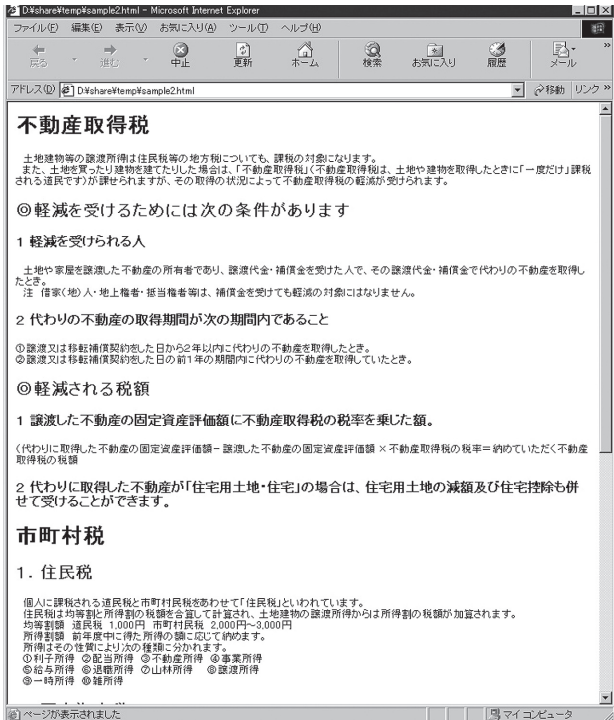 D:¥share¥temp¥sample2.html - Microsoft Internet Explorer
ファイル(F) 編集(E) 表示(V) お気に入り(A) ツール(T) ヘルプ(H)
戻る 進む 中止 更新 ホーム 検索 お気に入り 履歴 メール »
アドレス(D) D:¥share¥temp¥sample2.html 移動 リンク »
不動産取得税
土地建物等の譲渡所得は住民税等の地方税についても、課税の対象になります。
また、土地を買ったり建物を建てたりした場合は、「不動産取得税」(不動産取得税は、土地や建物を取得したときに「一度だけ」課税
される道民です)が課せられますが、その取得の状況によって不動産取得税の軽減が受けられます。
◎軽減を受けるためには次の条件があります
1 軽減を受けられる人
土地や家屋を譲渡した不動産の所有者であり、譲渡代金・補償金を受けた人で、その譲渡代金・補償金で代わりの不動産を取得し
たとき。
注 借家(地)人・地上権者・抵当権者等は、補償金を受けても軽減の対象にはなりません。
2 代わりの不動産の取得期間が次の期間内であること
①譲渡又は移転補償契約をした日から2年以内に代わりの不動産を取得したとき。
②譲渡又は移転補償契約をした日の前1年の期間内に代わりの不動産を取得していたとき。
◎軽減される税額
1 譲渡した不動産の固定資産評価額に不動産取得税の税率を乗じた額。
(代わりに取得した不動産の固定資産評価額－譲渡した不動産の固定資産評価額×不動産取得税の税率＝納めていただく不動産
取得税の税額
2 代わりに取得した不動産が「住宅用土地・住宅」の場合は、住宅用土地の減額及び住宅控除も併
せて受けることができます。
市町村税
1. 住民税
個人に課税される道民税と市町村民税をあわせて「住民税」といわれています。
住民税は均等割と所得割の税額を合算して計算され、土地建物の譲渡所得からは所得割の税額が加算されます。
均等割額 道民税 1,000円 市町村民税 2,000円～3,000円
所得割額 前年度中に得た所得の額に応じて納めます。
所得はその性質により次の種類に分かれます。
①利子所得 ②配当所得 ③不動産所得 ④事業所得
⑤給与所得 ⑥退職所得 ⑦山林所得 ⑧譲渡所得
⑨一時所得 ⑩雑所得
ページが表示されました マイ コンピュータ